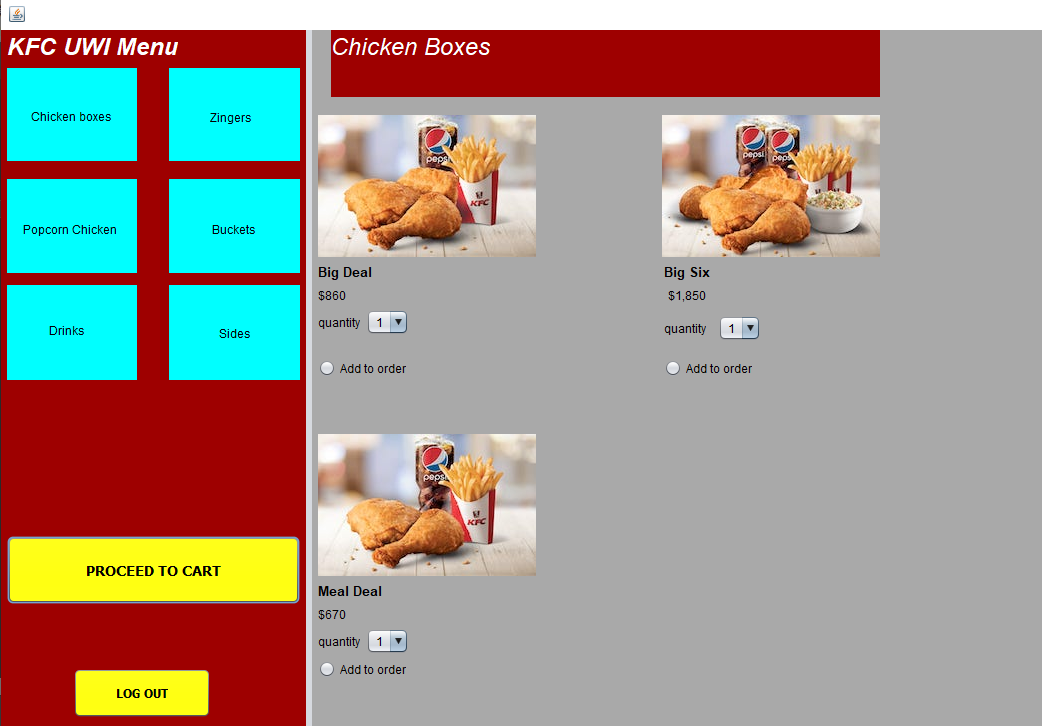 KFC UWI Menu
Chicken boxes
Zingers
Popcorn Chicken
Buckets
Drinks
Sides
PROCEED TO CART
LOG OUT
Chicken Boxes
pepsi
KFC
Big Deal
$860
quantity 1
Add to order
pepsi
pepsi
Big Six
$1,850
quantity 1
Add to order
pepsi
KFC
Meal Deal
$670
quantity 1
Add to order